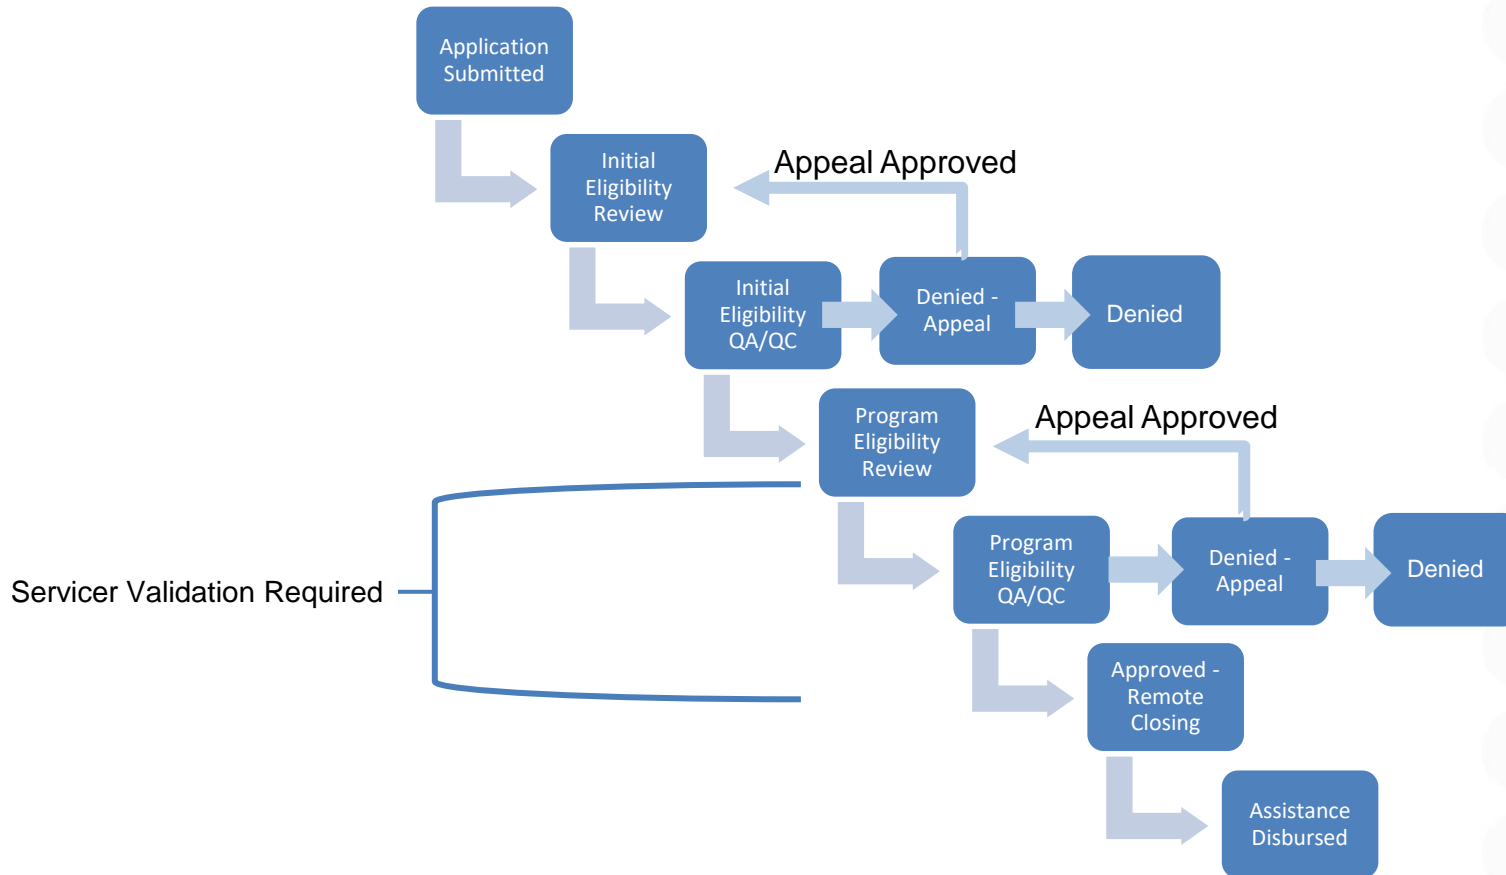 Application
Submitted
Initial
Eligibility
Review
Appeal Approved
Initial
Eligibility
QA/QC
Denied -
Appeal
Denied
Program
Eligibility
Review
Appeal Approved
Servicer Validation Required
Program
Eligibility
QA/QC
Denied -
Appeal
Denied
Approved -
Remote
Closing
Assistance
Disbursed